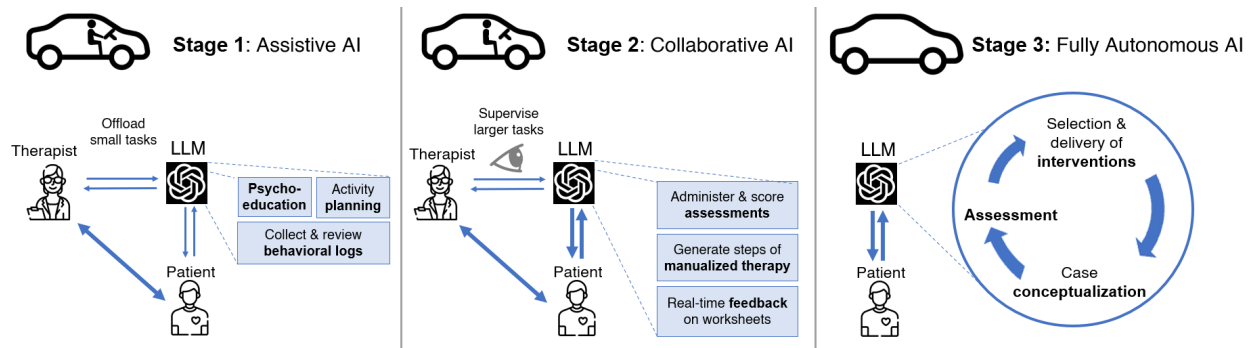 Stage 1: Assistive AI
Offload
small tasks
Therapist
LLM
Psycho-
education
Activity
planning
Collect & review
behavioral logs
Patient
Stage 2: Collaborative AI
Supervise
larger tasks
Therapist
LLM
Administer & score
assessments
Generate steps of
manualized therapy
Real-time feedback
on worksheets
Patient
Stage 3: Fully Autonomous AI
LLM
Patient
Selection &
delivery of
interventions
Assessment
Case
conceptualization